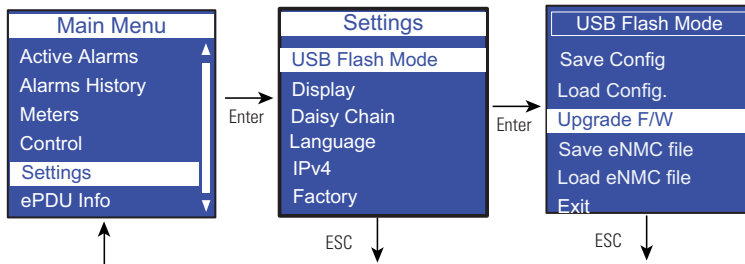 Main Menu
Active Alarms
Alarms History
Meters
Control
Settings
ePDU Info
Enter
Settings
USB Flash Mode
Display
Daisy Chain
Language
IPv4
Factory
ESC
Enter
USB Flash Mode
Save Config
Load Config.
Upgrade F/W
Save eNMC file
Load eNMC file
Exit
ESC